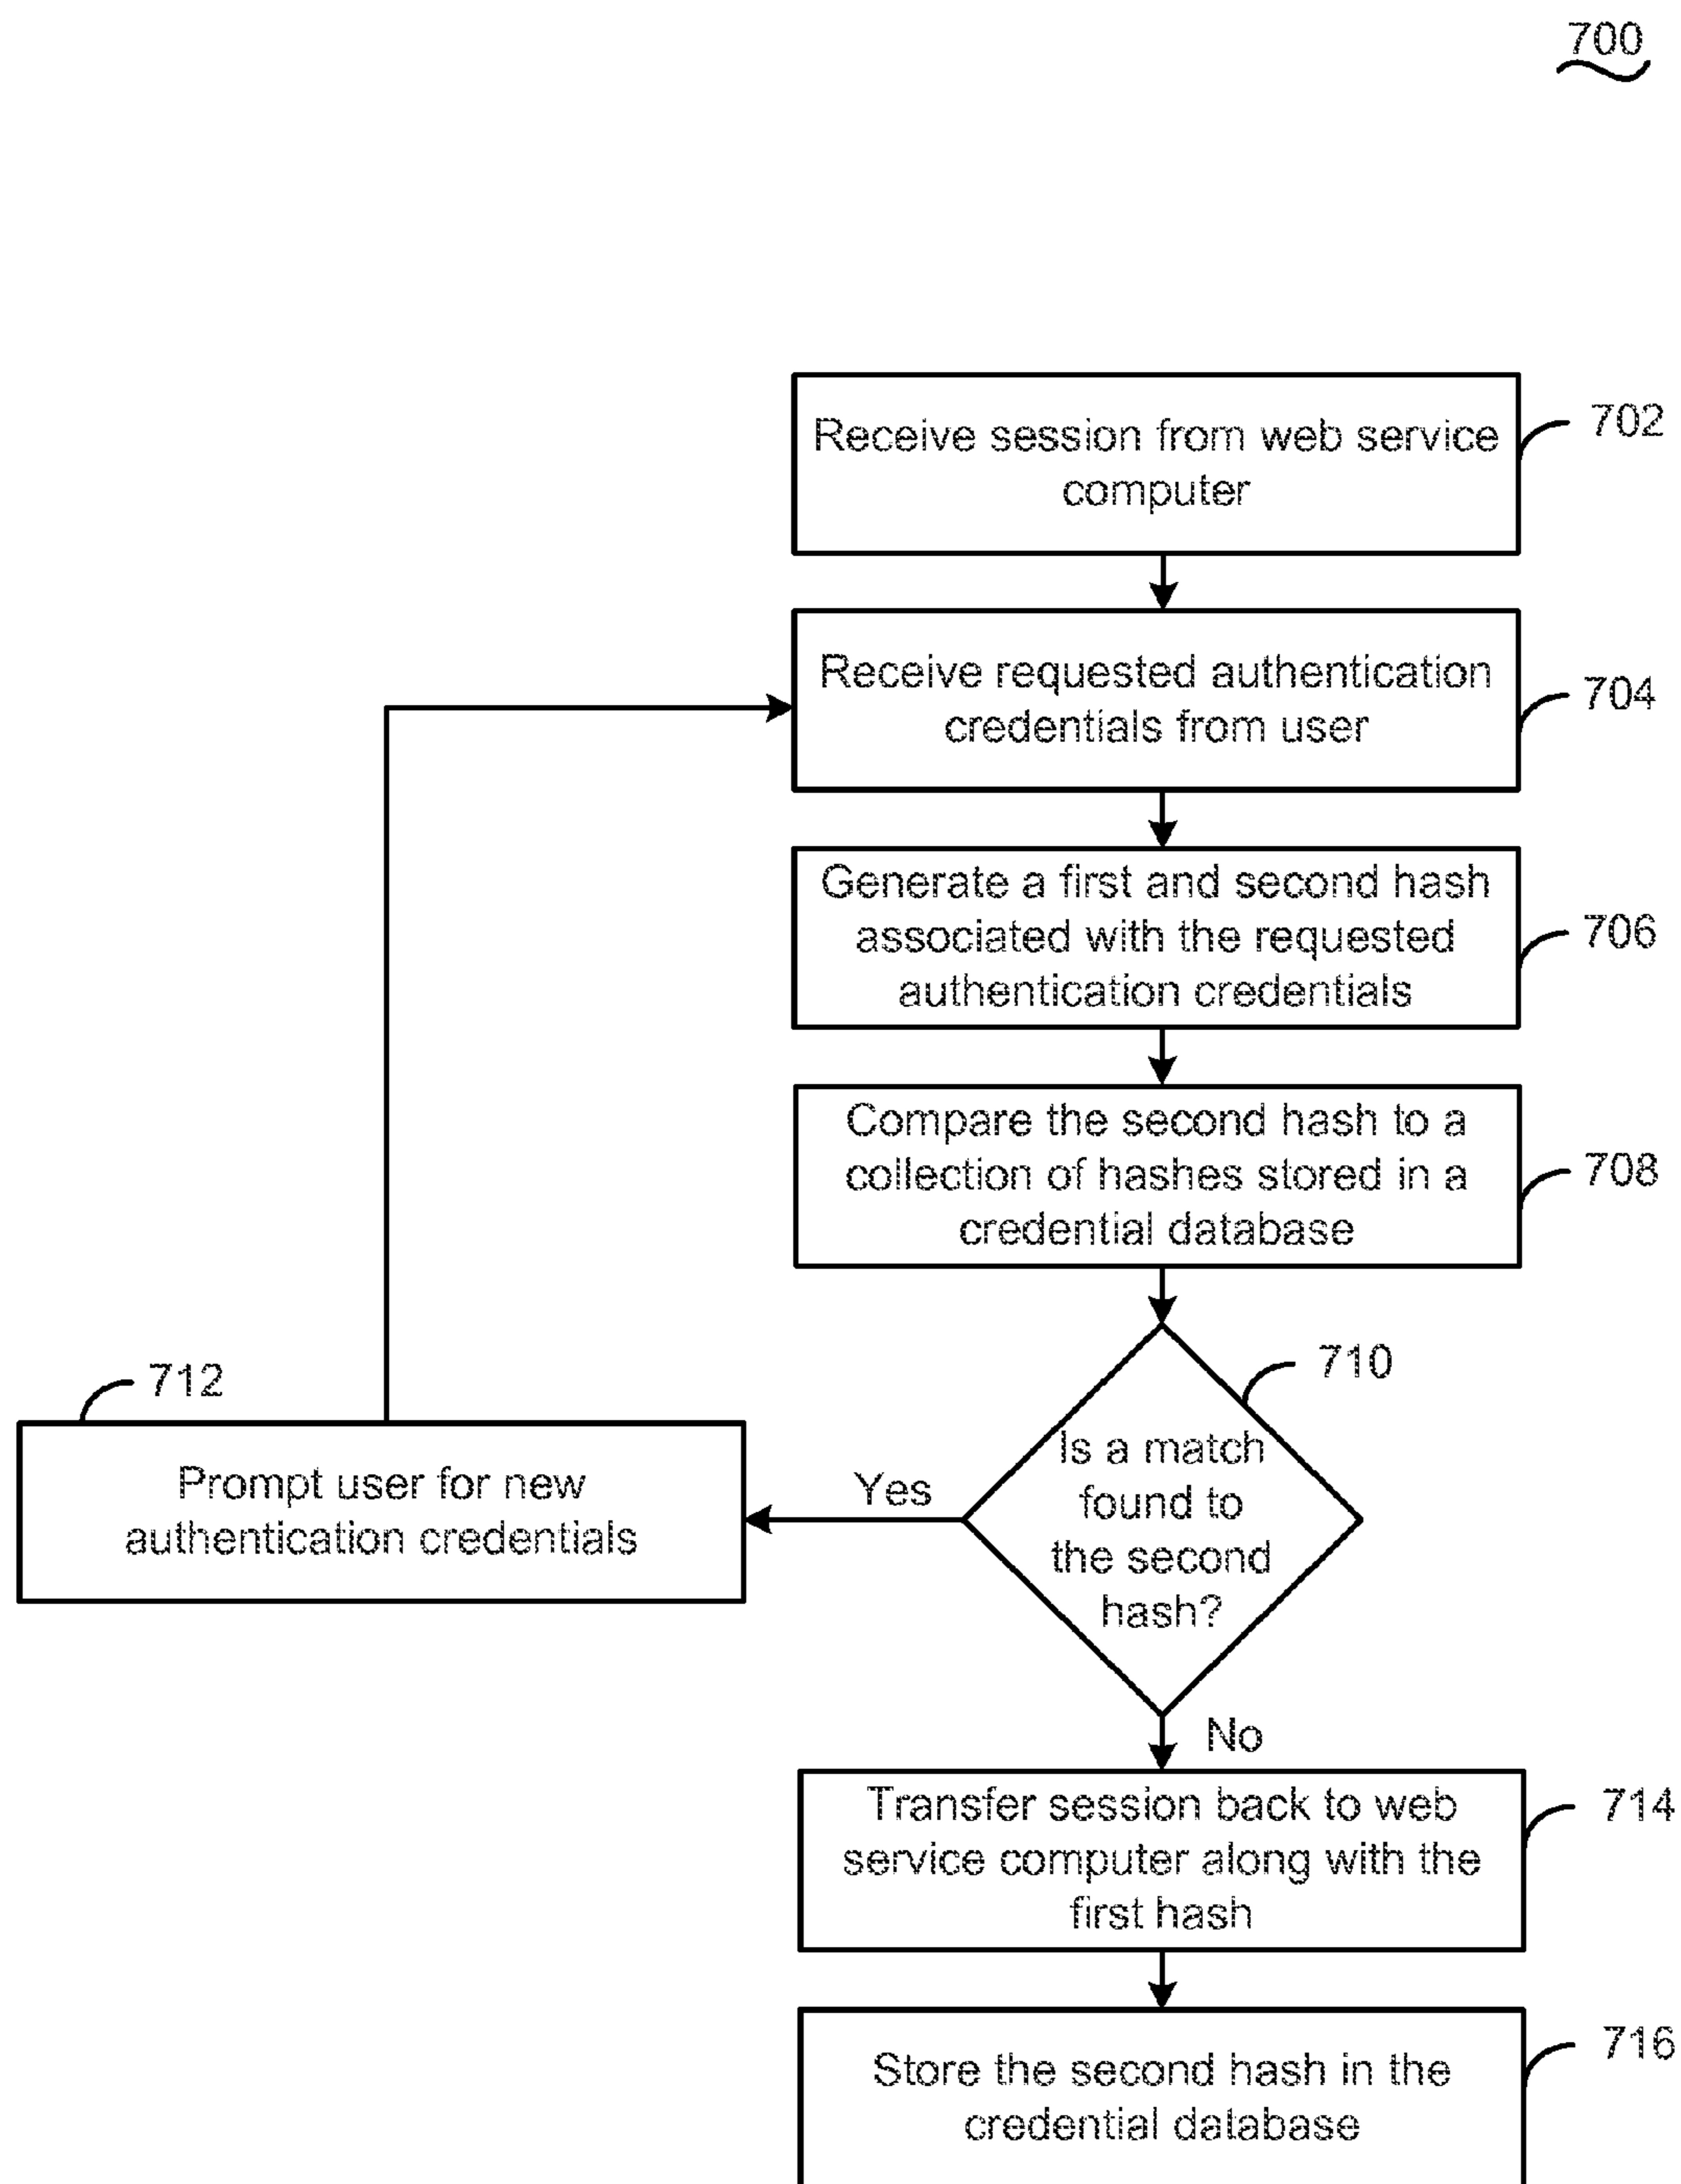 700
Receive session from web service
computer
702
Receive requested authentication
credentials from user
704
Generate a first and second hash
associated with the requested
authentication credentials
706
Compare the second hash to a
collection of hashes stored in a
credential database
708
710
Is a match
found to
the second
hash?
Yes
712
Prompt user for new
authentication credentials
No
Transfer session back to web
service computer along with the
first hash
714
Store the second hash in the
credential database
716